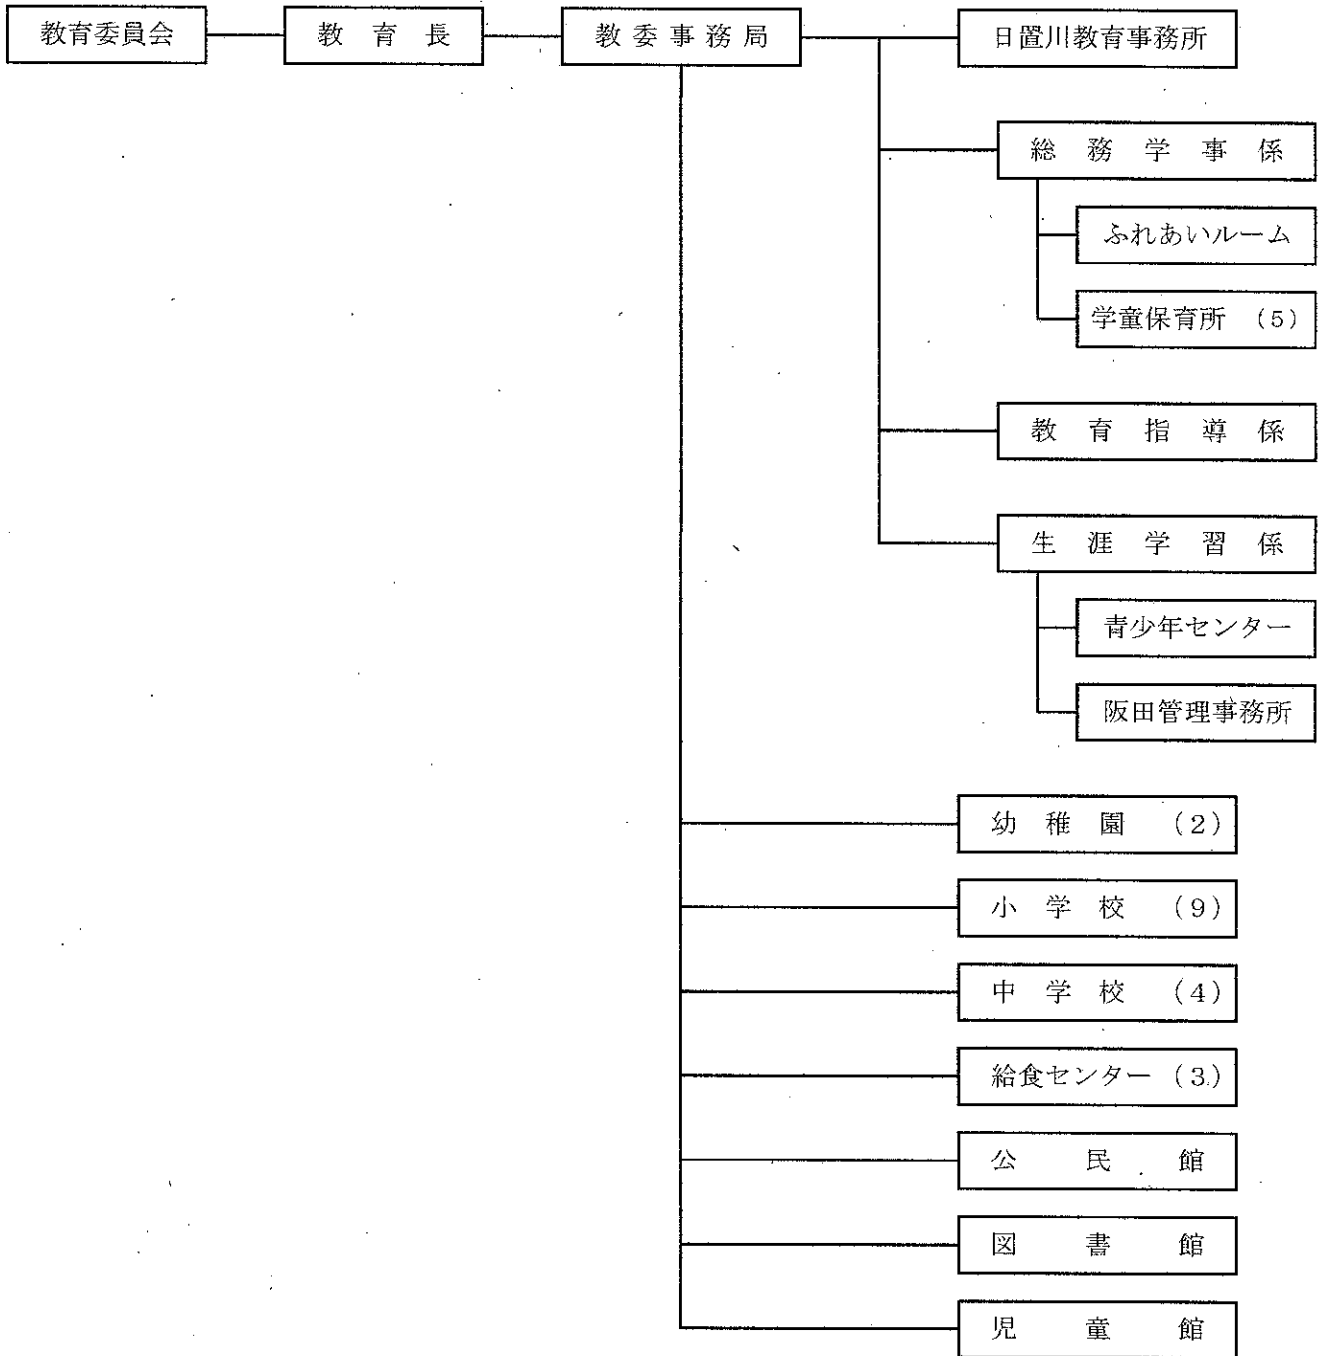 教育委員会
教育長
教委事務局
日置川教育事務所
総務学事係
ふれあいルーム
学童保育所 (5)
教育指導係
生涯学習係
青少年センター
阪田管理事務所
幼稚園 (2)
小学校 (9)
中学校 (4)
給食センター (3)
公民館
図書館
児童館